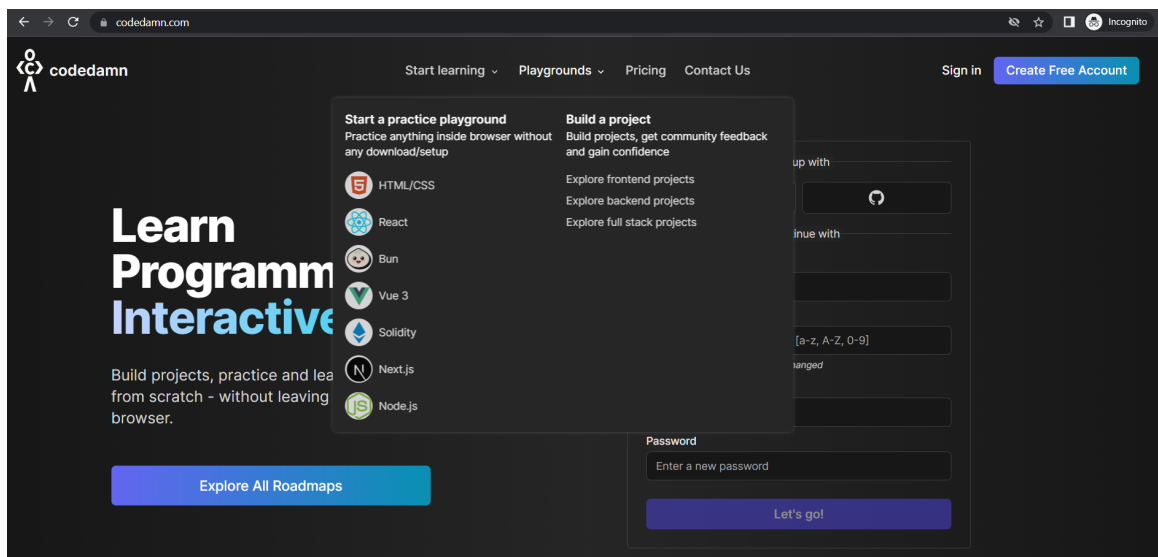 codedamn.com
Incognito
codedamn
Start learning
Playgrounds
Pricing
Contact Us
Sign in
Create Free Account
Start a practice playground
Practice anything inside browser without
any download/setup
HTML/CSS
React
Bun
Vue 3
Solidity
Next.js
Node.js
Build a project
Build projects, get community feedback
and gain confidence
Explore frontend projects
Explore backend projects
Explore full stack projects
Learn
Programm
Interactive
Build projects, practice and lea
from scratch - without leaving
browser.
Explore All Roadmaps
up with
inue with
[a-z, A-Z, 0-9]
hanged
Password
Enter a new password
Let's go!